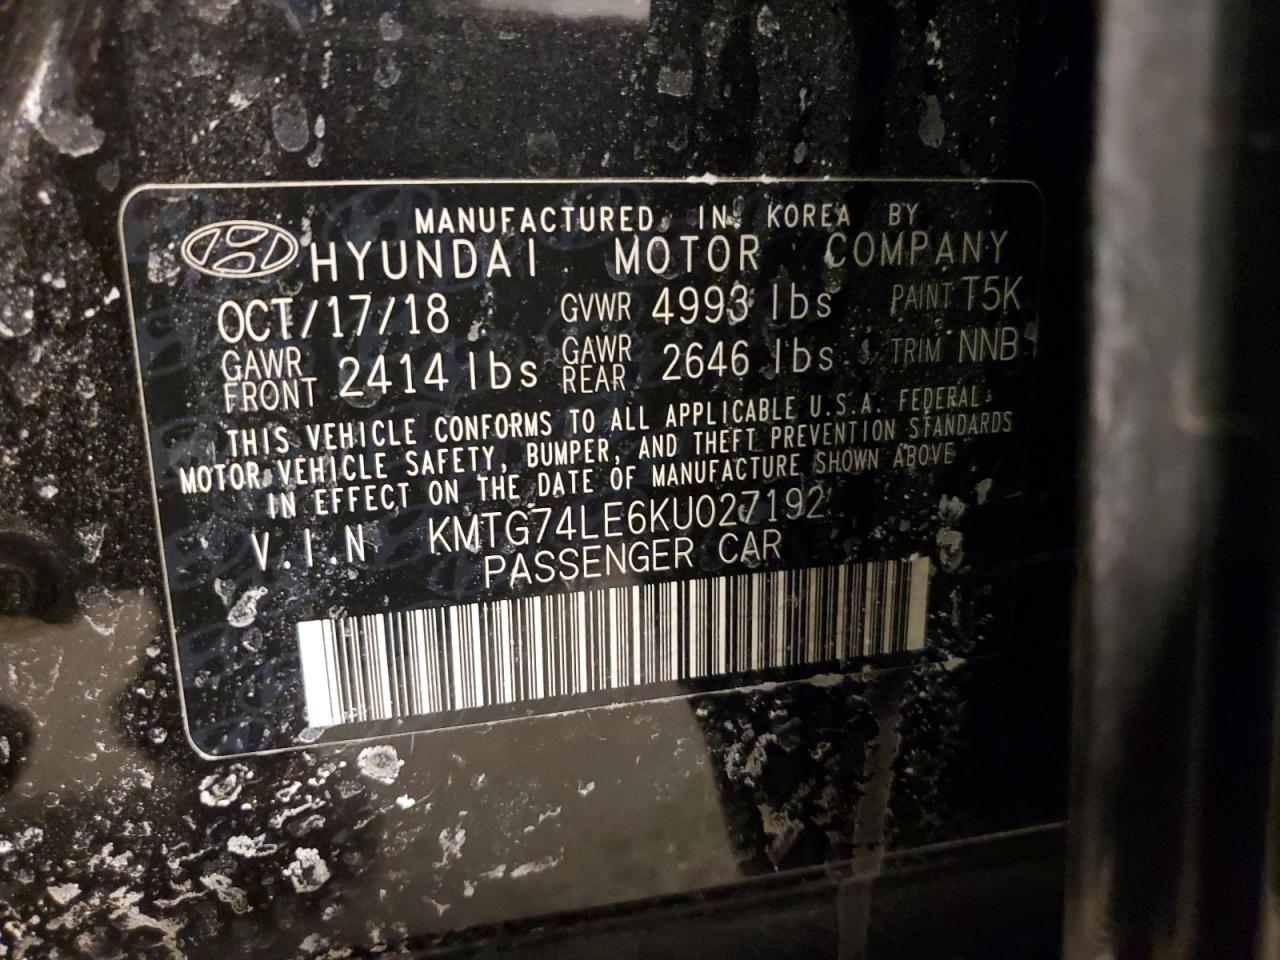 MANUFACTURED IN KOREA BY
HYUNDAI MOTOR COMPANY
OCT/17/18 GVWR 4993 lbs PAINT T5K
GAWR FRONT 2414 lbs GAWR REAR 2646 lbs TRIM NNB
THIS VEHICLE CONFORMS TO ALL APPLICABLE U.S.A. FEDERAL
MOTOR VEHICLE SAFETY, BUMPER, AND THEFT PREVENTION STANDARDS
IN EFFECT ON THE DATE OF MANUFACTURE SHOWN ABOVE
V.I.N KMTG74LE6KU027192
PASSENGER CAR